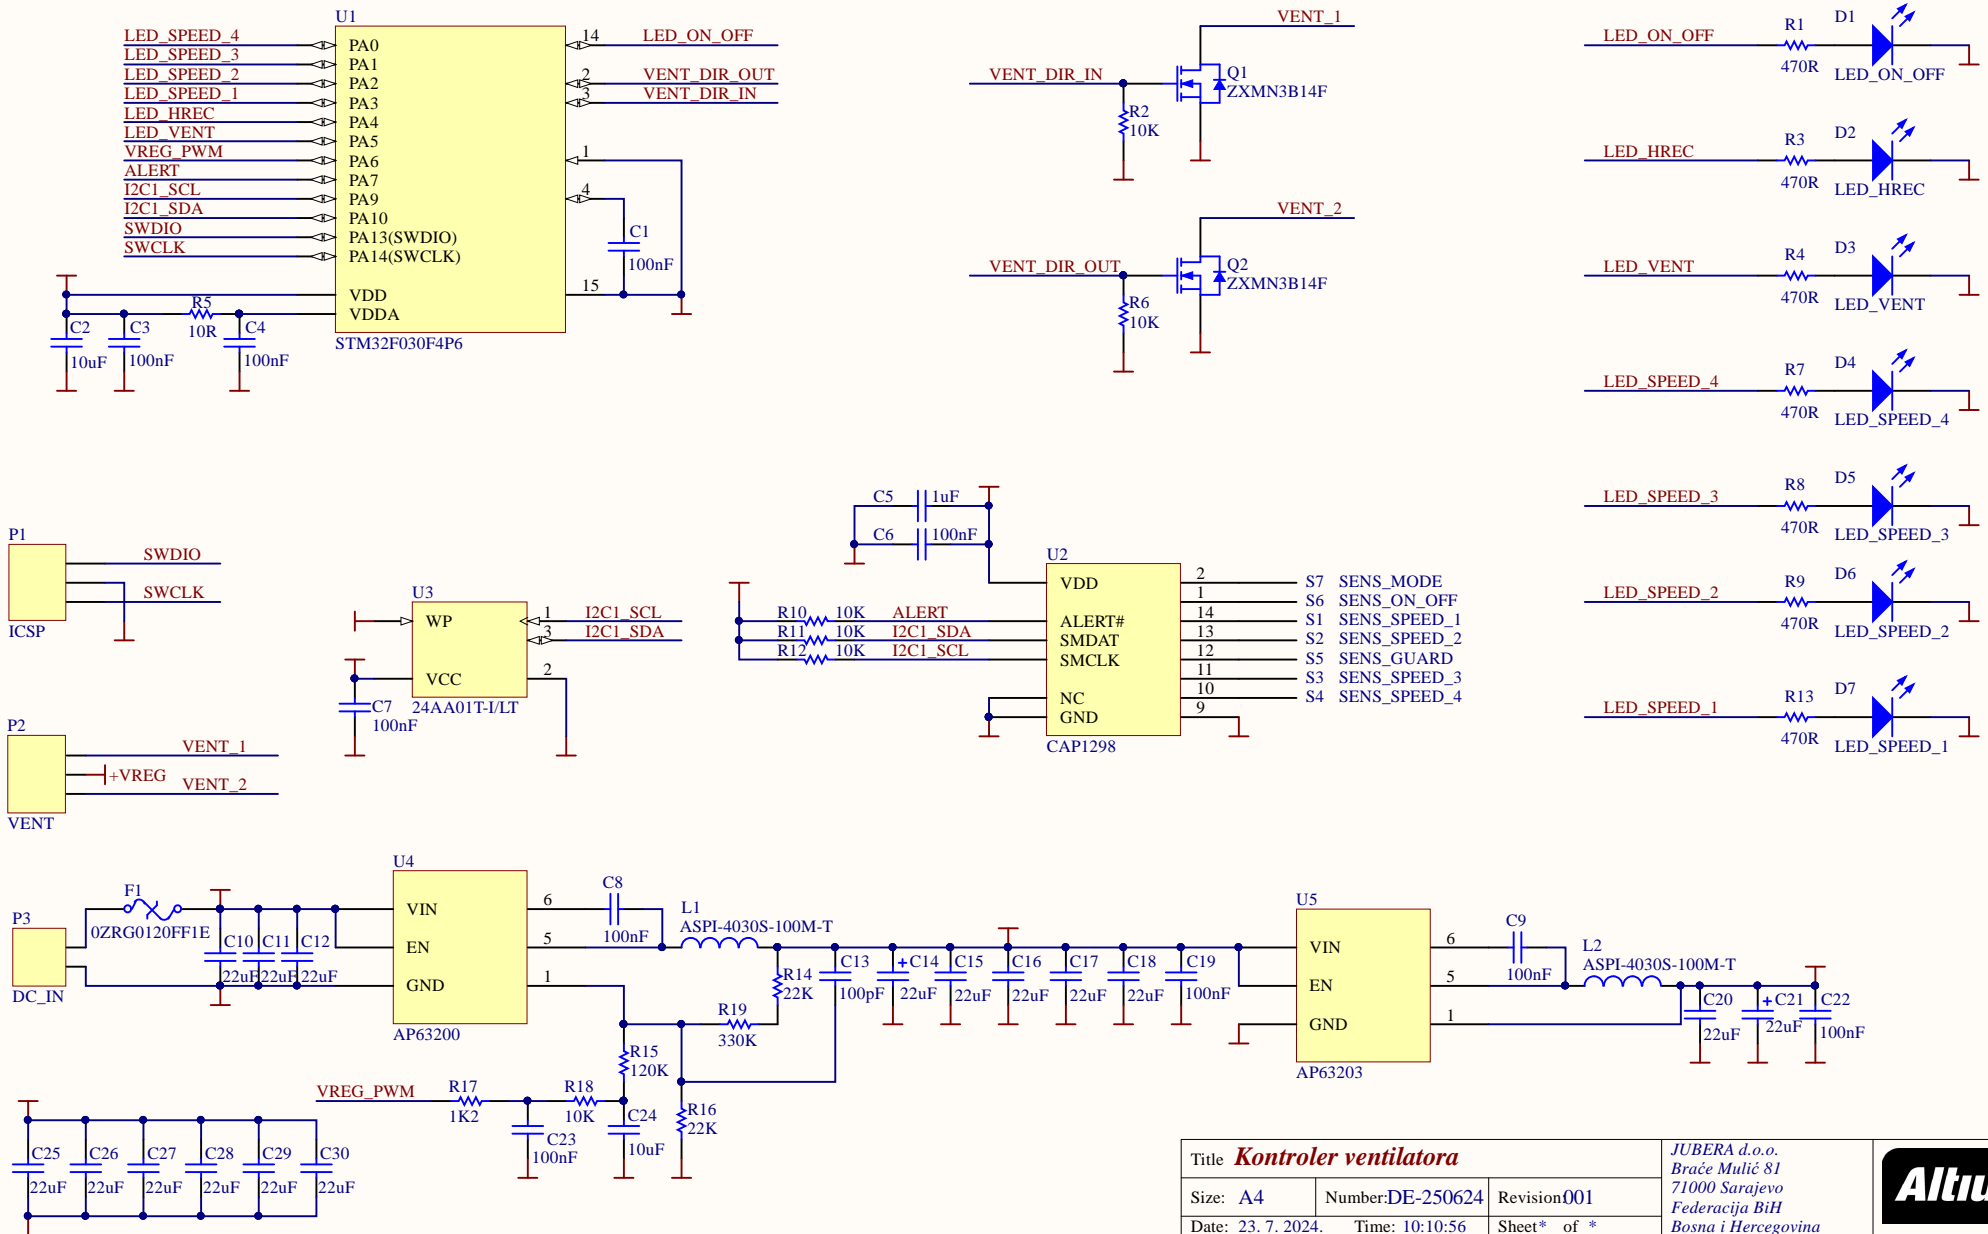 U1
LED_SPEED_4
LED_SPEED_3
LED_SPEED_2
LED_SPEED_1
LED_HREC
LED_VENT
VREG_PWM
ALERT
I2C1_SCL
I2C1_SDA
SWDIO
SWCLK
PA0
PA1
PA2
PA3
PA4
PA5
PA6
PA7
PA9
PA10
PA13(SWDIO)
PA14(SWCLK)
VDD
VDDA
STM32F030F4P6
14 LED_ON_OFF
2 VENT_DIR_OUT
3 VENT_DIR_IN
1
4
15
C1
100nF
R5
10R
C2
10uF
C3
100nF
C4
100nF
VENT_1
VENT_DIR_IN
Q1
ZXMN3B14F
R2
10K
VENT_2
VENT_DIR_OUT
Q2
ZXMN3B14F
R6
10K
LED_ON_OFF
R1
470R
D1
LED_ON_OFF
LED_HREC
R3
470R
D2
LED_HREC
LED_VENT
R4
470R
D3
LED_VENT
LED_SPEED_4
R7
470R
D4
LED_SPEED_4
LED_SPEED_3
R8
470R
D5
LED_SPEED_3
LED_SPEED_2
R9
470R
D6
LED_SPEED_2
LED_SPEED_1
R13
470R
D7
LED_SPEED_1
P1
SWDIO
SWCLK
ICSP
P2
VENT_1
+VREG
VENT_2
VENT
U3
WP
VCC
24AA01T-I/LT
1 I2C1_SCL
3 I2C1_SDA
2
C7
100nF
C5 1uF
C6 100nF
U2
VDD
ALERT#
SMDAT
SMCLK
NC
GND
CAP1298
R10 10K ALERT
R11 10K I2C1_SDA
R12 10K I2C1_SCL
2 S7 SENS_MODE
1 S6 SENS_ON_OFF
14 S1 SENS_SPEED_1
13 S2 SENS_SPEED_2
12 S5 SENS_GUARD
11 S3 SENS_SPEED_3
10 S4 SENS_SPEED_4
9
P3
DC_IN
F1
0ZRG0120FF1E
C10
22uF
C11
22uF
C12
22uF
U4
VIN
EN
GND
AP63200
6
5
1
C8
100nF
L1
ASPI-4030S-100M-T
R14
22K
R19
330K
R15
120K
R16
22K
C13
100pF
+C14
22uF
C15
22uF
C16
22uF
C17
22uF
C18
22uF
C19
100nF
U5
VIN
EN
GND
AP63203
6
5
1
C9
100nF
L2
ASPI-4030S-100M-T
C20
22uF
+C21
22uF
C22
100nF
VREG_PWM
R17
1K2
R18
10K
C23
100nF
C24
10uF
C25
22uF
C26
22uF
C27
22uF
C28
22uF
C29
22uF
C30
22uF
Title Kontroler ventilatora
Size: A4 Number:DE-250624 Revision:001
Date: 23. 7. 2024. Time: 10:10:56 Sheet* of *
JUBERA d.o.o.
Braće Mulić 81
71000 Sarajevo
Federacija BiH
Bosna i Hercegovina